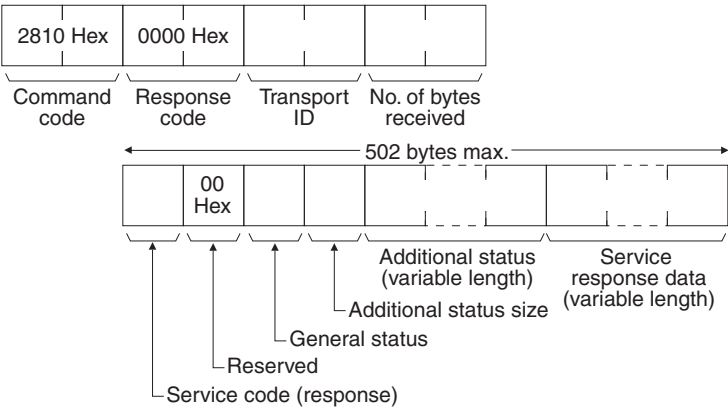 2810 Hex 0000 Hex
Command code
Response code
Transport ID
No. of bytes received
502 bytes max.
00 Hex
Additional status (variable length)
Service response data (variable length)
Additional status size
General status
Reserved
Service code (response)